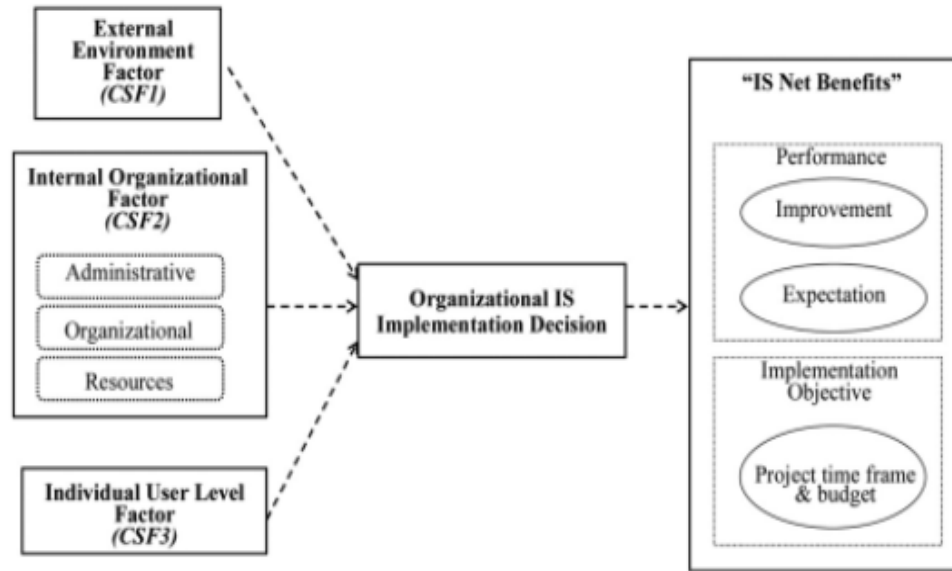 External
Environment
Factor
(CSF1)
Internal Organizational
Factor
(CSF2)
Administrative
Organizational
Resources
Individual User Level
Factor
(CSF3)
Organizational IS
Implementation Decision
“IS Net Benefits”
Performance
Improvement
Expectation
Implementation
Objective
Project time frame
& budget